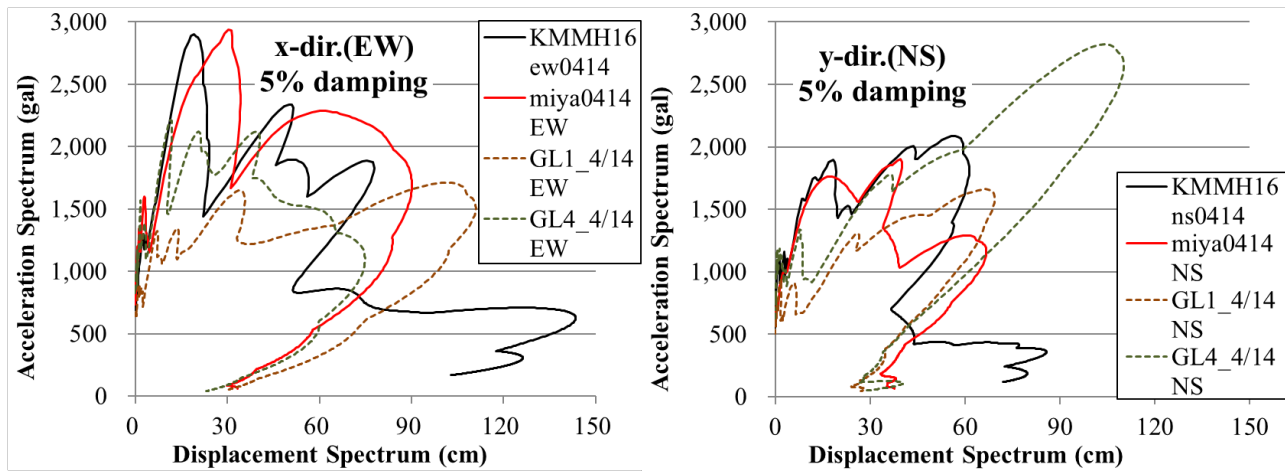 3,000
2,500
2,000
1,500
1,000
500
0
Acceleration Spectrum (gal)
x-dir.(EW)
5% damping
KMMH16
ew0414
miya0414
EW
GL1_4/14
EW
GL4_4/14
EW
0 30 60 90 120 150
Displacement Spectrum (cm)
3,000
2,500
2,000
1,500
1,000
500
0
Acceleration Spectrum (gal)
y-dir.(NS)
5% damping
KMMH16
ns0414
miya0414
NS
GL1_4/14
NS
GL4_4/14
NS
0 30 60 90 120 150
Displacement Spectrum (cm)